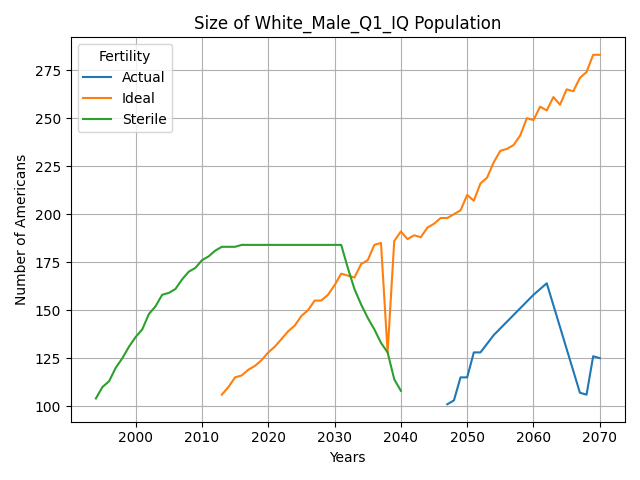 Size of White_Male_Q1_IQ Population
Fertility
Actual
Ideal
Sterile
Number of Americans
275
250
225
200
175
150
125
100
2000 2010 2020 2030 2040 2050 2060 2070
Years